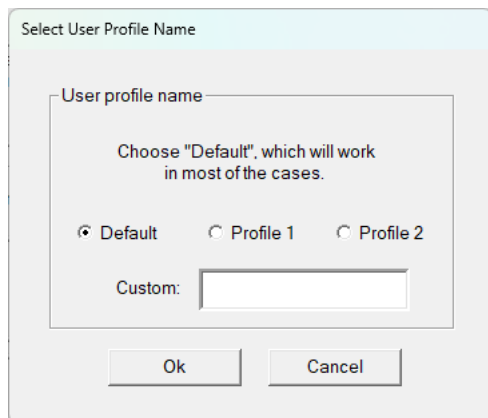 Select User Profile Name
User profile name
Choose "Default", which will work
in most of the cases.
Default Profile 1 Profile 2
Custom:
Ok Cancel